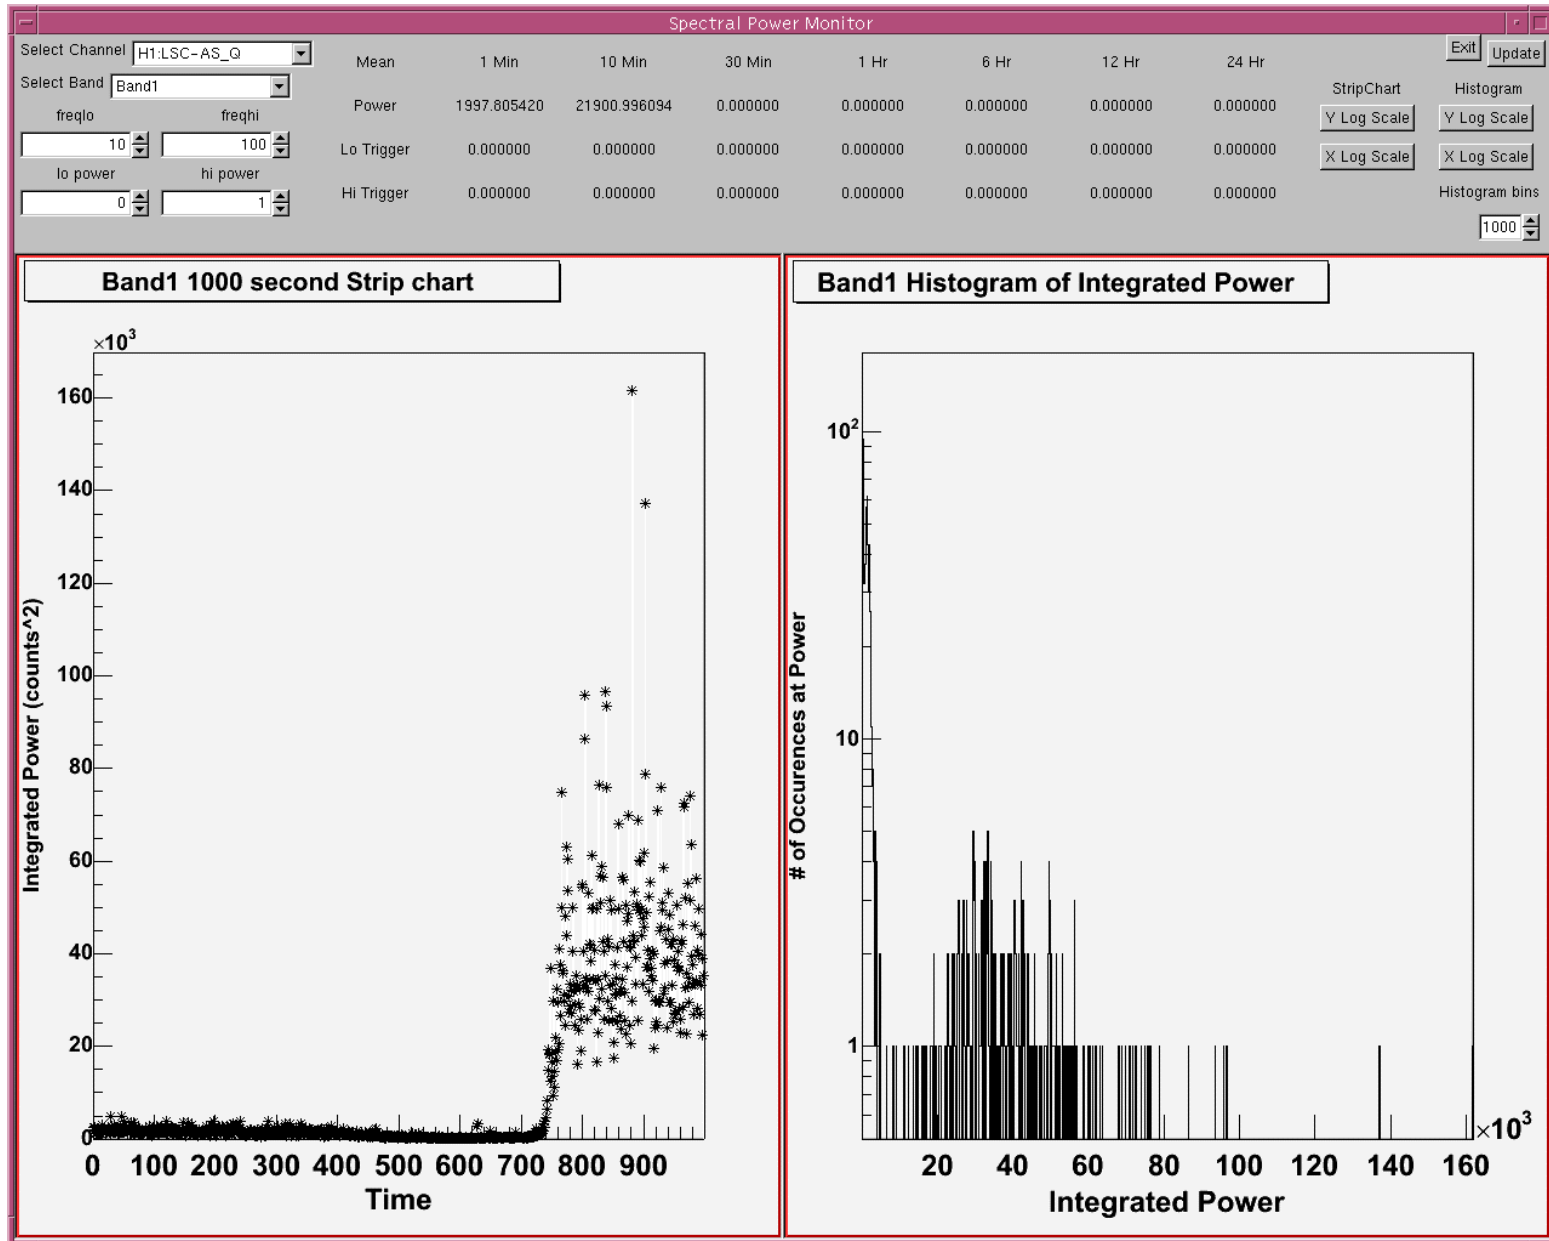 Spectral Power Monitor
Select Channel H1:LSC-AS_Q
Select Band Band1
freqlo freqhi
10 100
lo power hi power
0 1
Mean 1 Min 10 Min 30 Min 1 Hr 6 Hr 12 Hr 24 Hr
Power 1997.805420 21900.996094 0.000000 0.000000 0.000000 0.000000 0.000000
Lo Trigger 0.000000 0.000000 0.000000 0.000000 0.000000 0.000000 0.000000
Hi Trigger 0.000000 0.000000 0.000000 0.000000 0.000000 0.000000 0.000000
Exit Update
StripChart Histogram
Y Log Scale Y Log Scale
X Log Scale X Log Scale
Histogram bins
1000
Band1 1000 second Strip chart
×10³
160
140
120
100
80
60
40
20
0
Integrated Power (counts^2)
0 100 200 300 400 500 600 700 800 900
Time
Band1 Histogram of Integrated Power
10²
10
1
# of Occurences at Power
20 40 60 80 100 120 140 160
×10³
Integrated Power